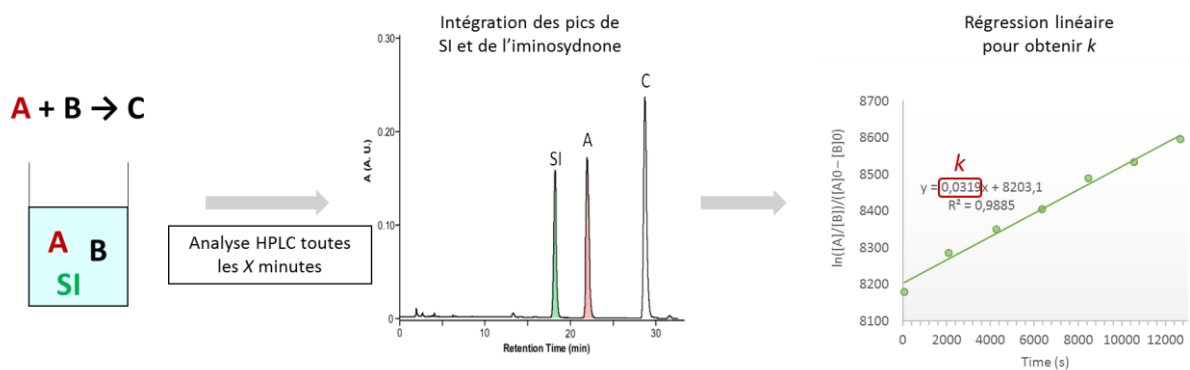 A + B → C
A
B
SI
Analyse HPLC toutes
les X minutes
Intégration des pics de
SI et de l'iminosydnone
0.30
0.20
0.10
0
A (A. U.)
SI
A
C
0
10
20
30
Retention Time (min)
Régression linéaire
pour obtenir k
8700
8600
8500
8400
8300
8200
8100
ln([A]/[B])/([A]0 – [B]0)
k
y = 0,0319x + 8203,1
R² = 0,9885
0
2000
4000
6000
8000
10000
12000
Time (s)